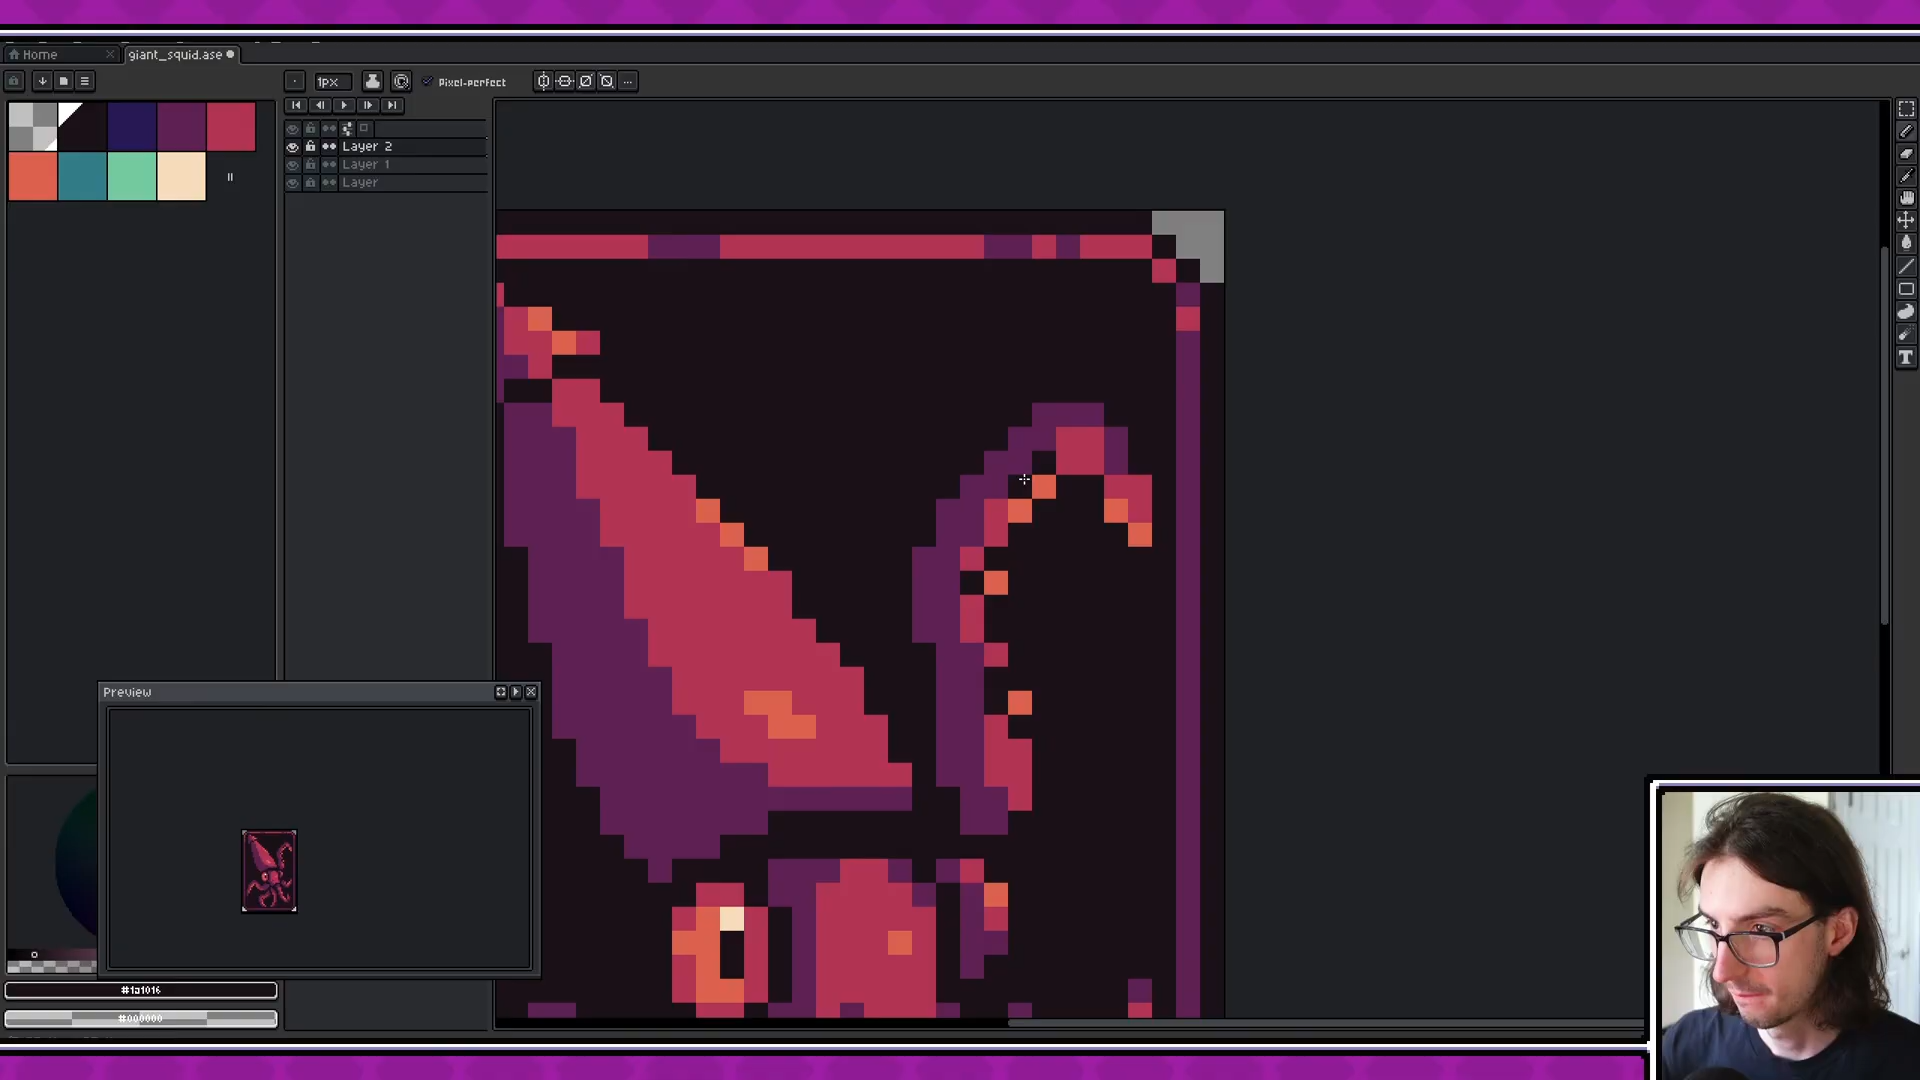 Home
giant_squid.ase
1px
Pixel-perfect
Layer 2
Layer 1
Layer
Preview
#1a1016
#000000